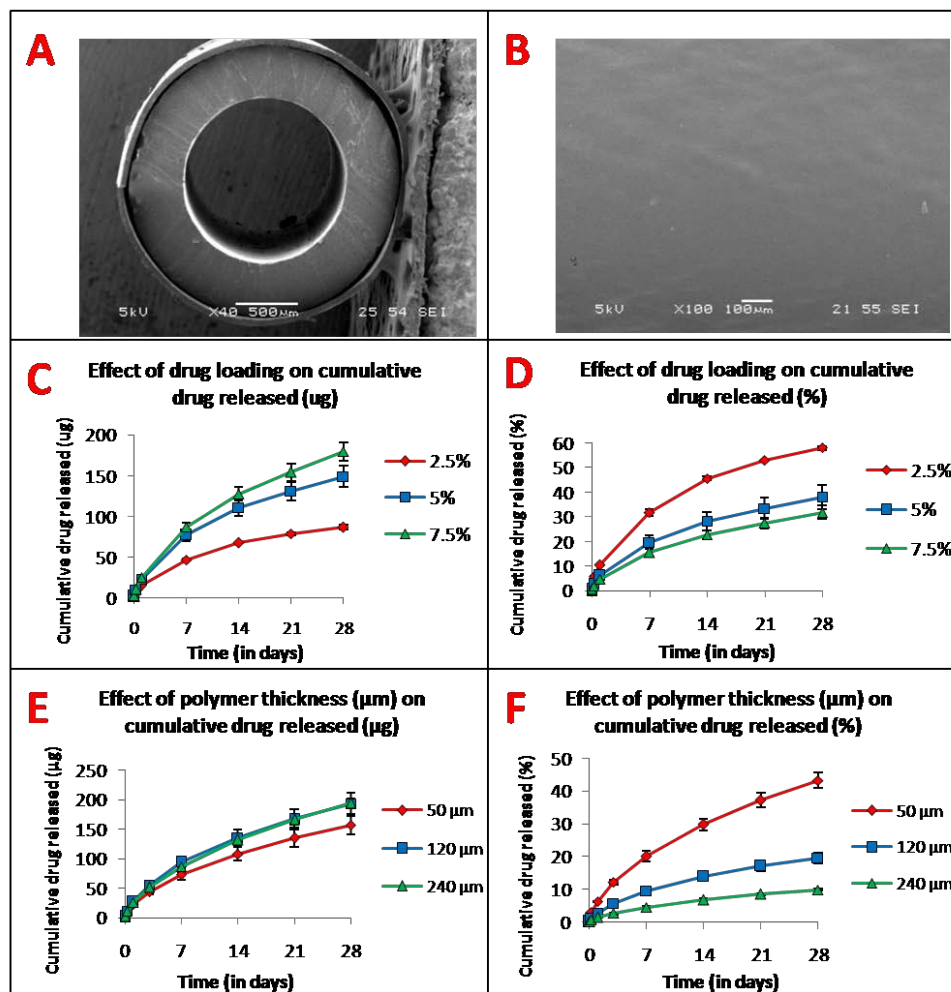 A
5kV X40 500µm 25 54 SEI
B
5kV X100 100µm 21 55 SEI
C
Effect of drug loading on cumulative
drug released (ug)
Cumulative drug released (ug)
200
150
100
50
0
0 7 14 21 28
Time (in days)
2.5%
5%
7.5%
D
Effect of drug loading on cumulative
drug released (%)
Cumulative drug released (%)
60
50
40
30
20
10
0
0 7 14 21 28
Time (in days)
2.5%
5%
7.5%
E
Effect of polymer thickness (µm) on
cumulative drug released (µg)
Cumulative drug released (µg)
250
200
150
100
50
0
0 7 14 21 28
Time (in days)
50 µm
120 µm
240 µm
F
Effect of polymer thickness (µm) on
cumulative drug released (%)
Cumulative drug released (%)
50
40
30
20
10
0
0 7 14 21 28
Time (in days)
50 µm
120 µm
240 µm